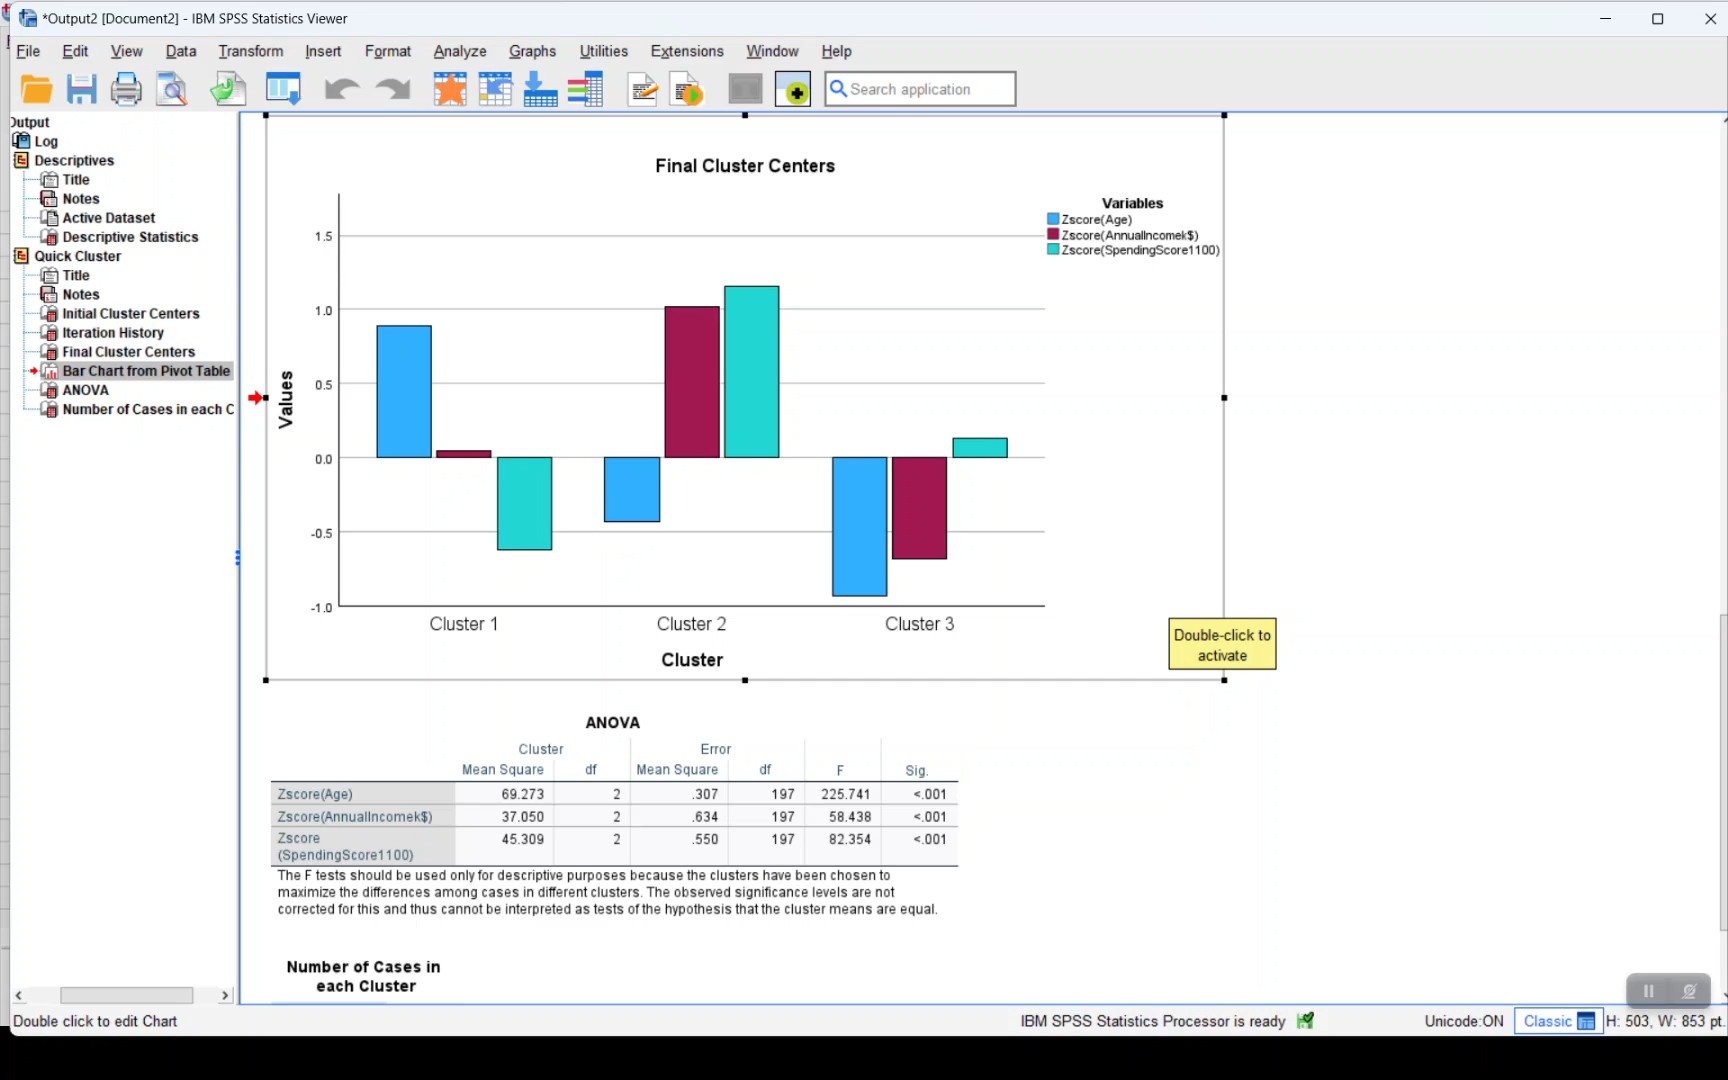 *Output2 [Document2] - IBM SPSS Statistics Viewer
File Edit View Data Transform Insert Format Analyze Graphs Utilities Extensions Window Help
Search application
Output
Log
Descriptives
Title
Notes
Active Dataset
Descriptive Statistics
Quick Cluster
Title
Notes
Initial Cluster Centers
Iteration History
Final Cluster Centers
Bar Chart from Pivot Table
ANOVA
Number of Cases in each C
Final Cluster Centers
Variables
Zscore(Age)
Zscore(AnnualIncomek$)
Zscore(SpendingScore1100)
1.5
1.0
0.5
0.0
-0.5
-1.0
Values
Cluster 1 Cluster 2 Cluster 3
Cluster
Double-click to
activate
ANOVA
Cluster Error
Mean Square df Mean Square df F Sig.
Zscore(Age) 69.273 2 .307 197 225.741 <.001
Zscore(AnnualIncomek$) 37.050 2 .634 197 58.438 <.001
Zscore 45.309 2 .550 197 82.354 <.001
(SpendingScore1100)
The F tests should be used only for descriptive purposes because the clusters have been chosen to
maximize the differences among cases in different clusters. The observed significance levels are not
corrected for this and thus cannot be interpreted as tests of the hypothesis that the cluster means are equal.
Number of Cases in
each Cluster
Double click to edit Chart
IBM SPSS Statistics Processor is ready
Unicode:ON
Classic
H: 503, W: 853 pt.